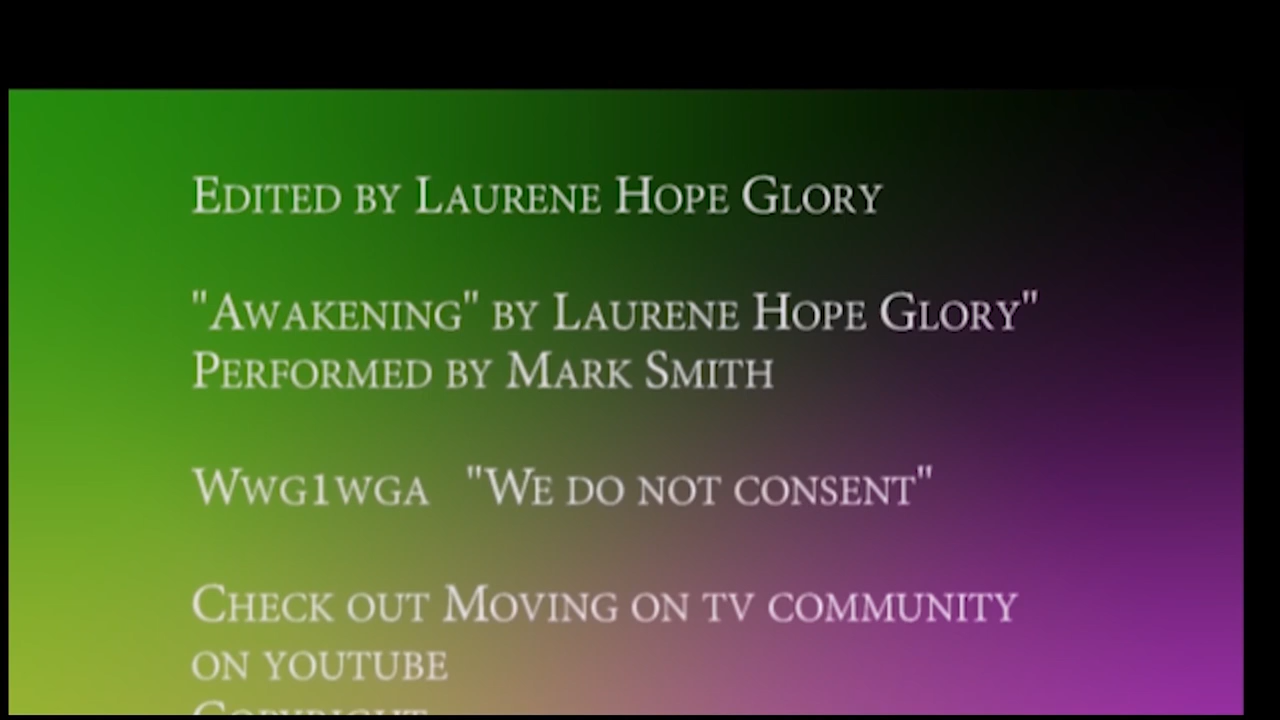 Edited by Laurene Hope Glory
"Awakening" by Laurene Hope Glory"
Performed by Mark Smith
Wwg1wga "We do not consent"
Check out Moving on tv community
on youtube
Copyright